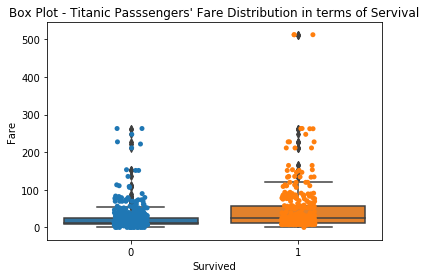 Box Plot - Titanic Passsengers' Fare Distribution in terms of Servival
500
400
300
200
100
0
Fare
0 1
Survived